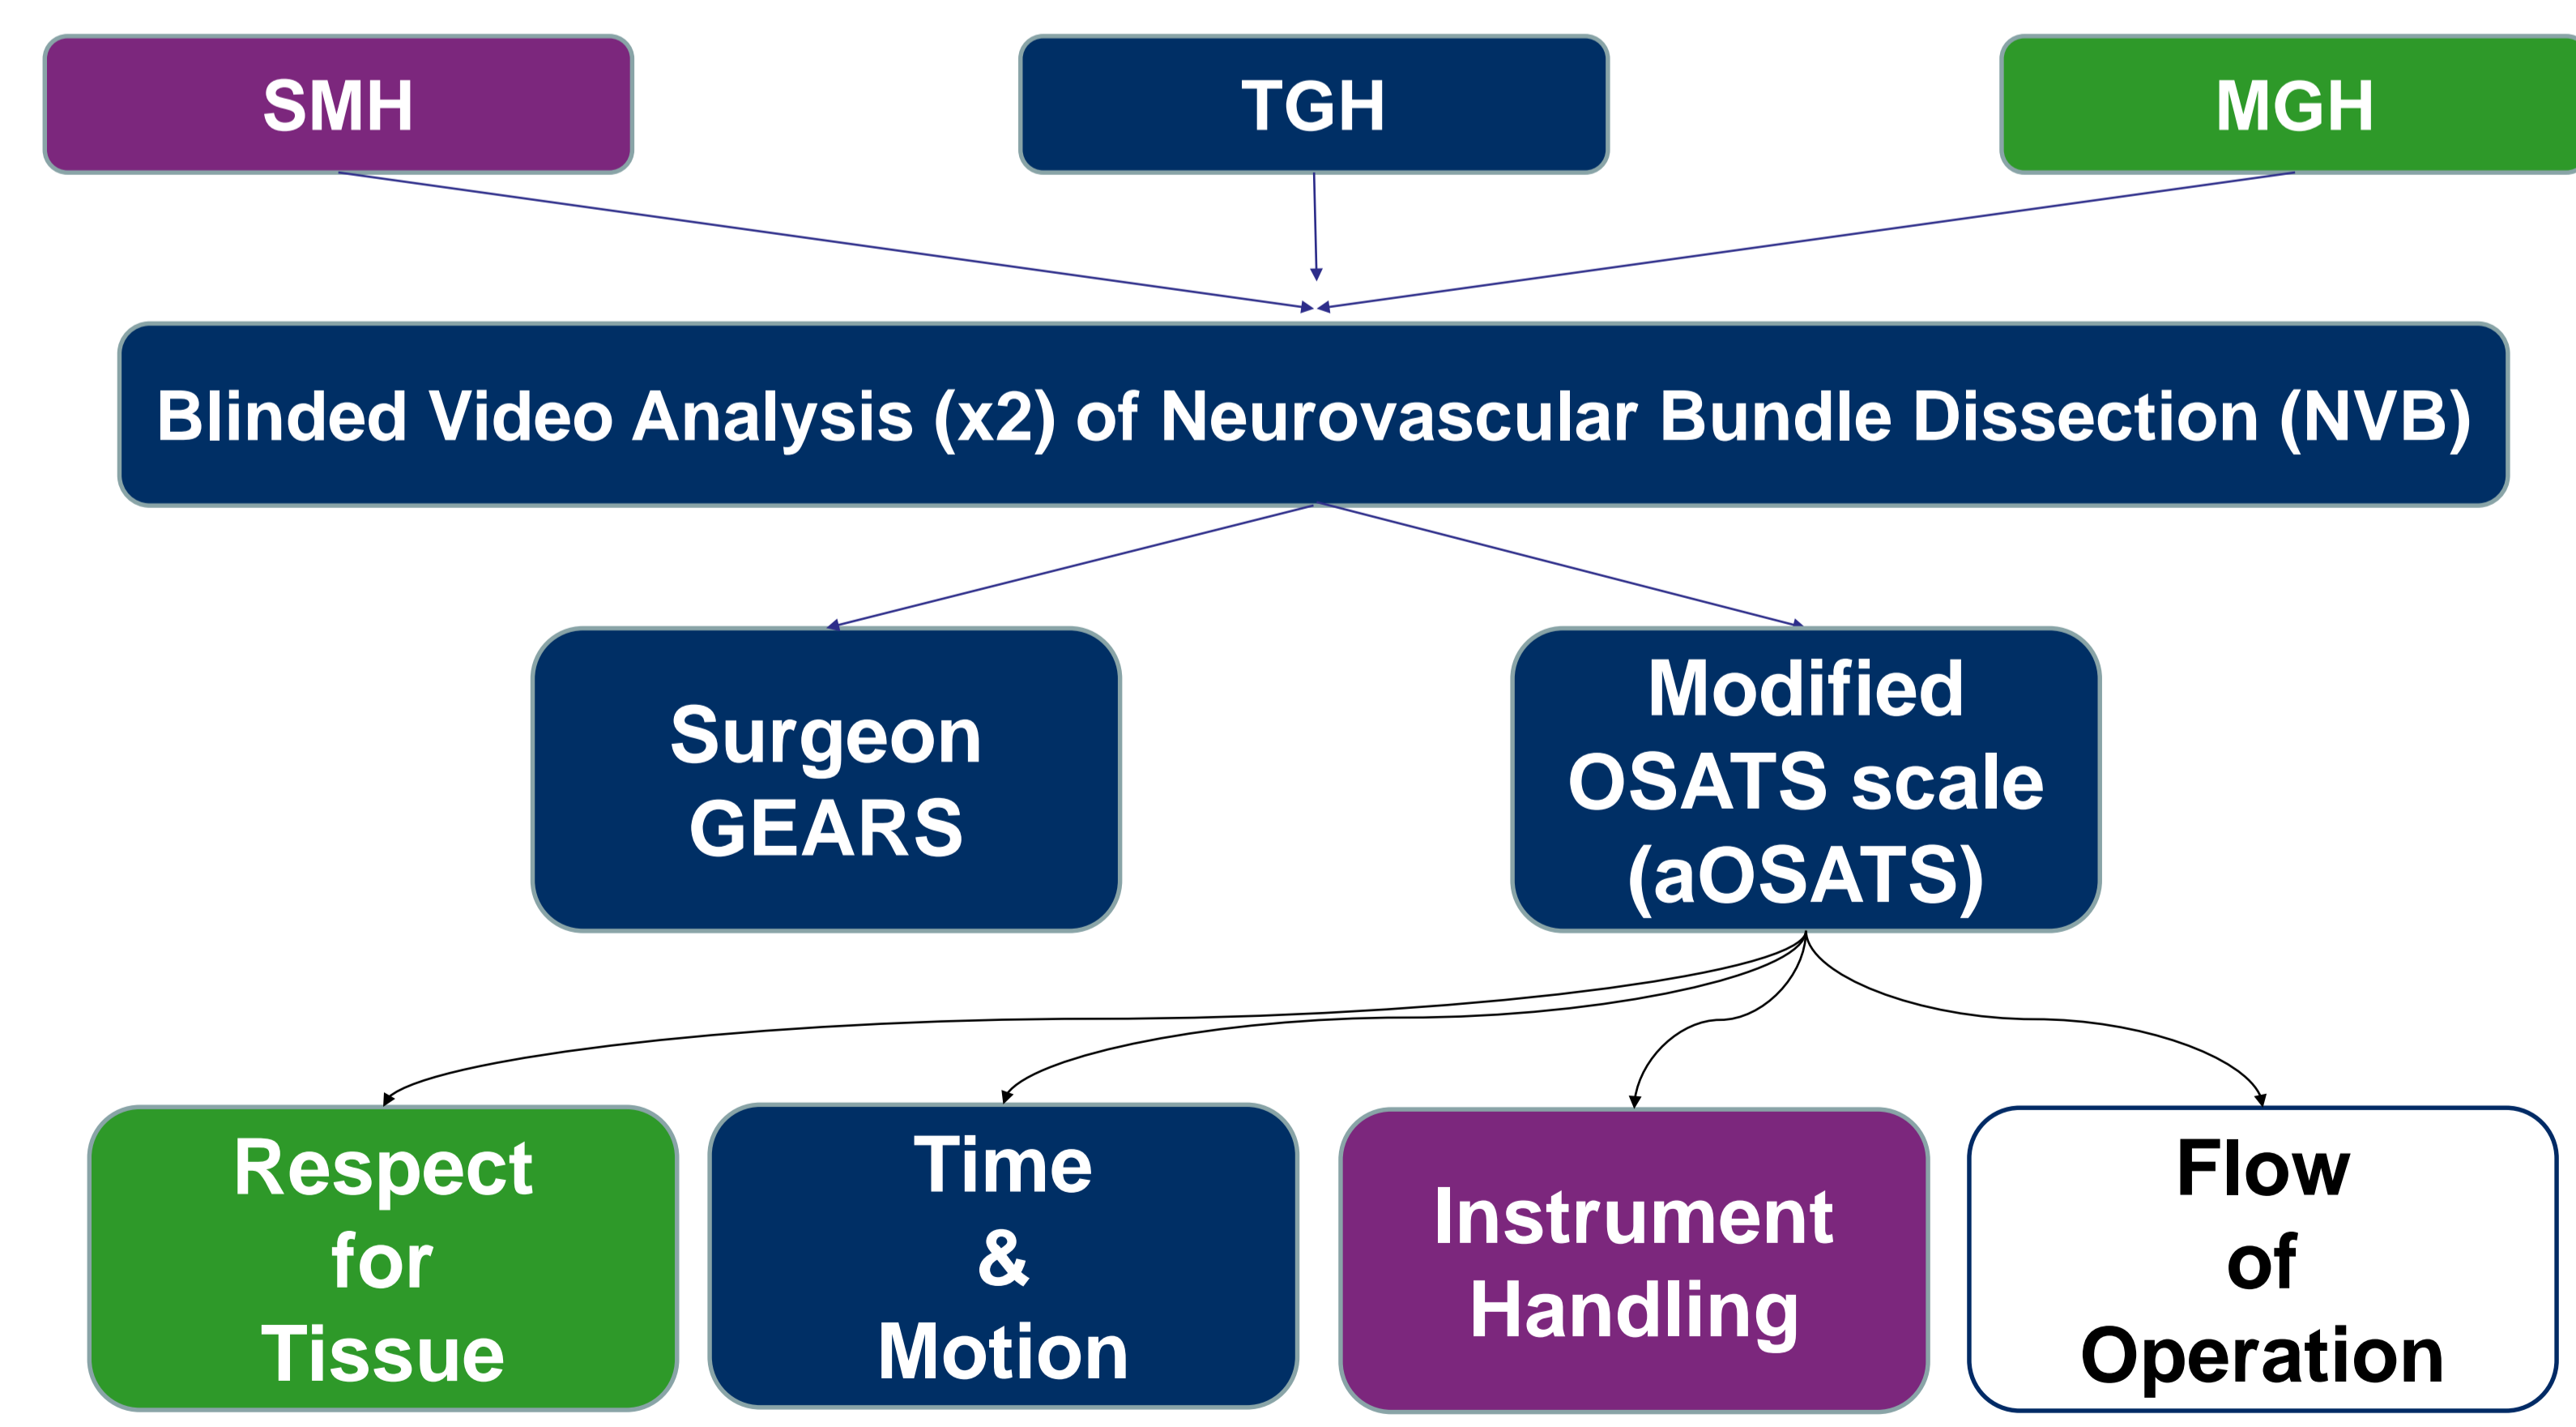 SMH
TGH
MGH
Blinded Video Analysis (x2) of Neurovascular Bundle Dissection (NVB)
Surgeon
GEARS
Modified
OSATS scale
(aOSATS)
Respect
for
Tissue
Time
&
Motion
Instrument
Handling
Flow
of
Operation